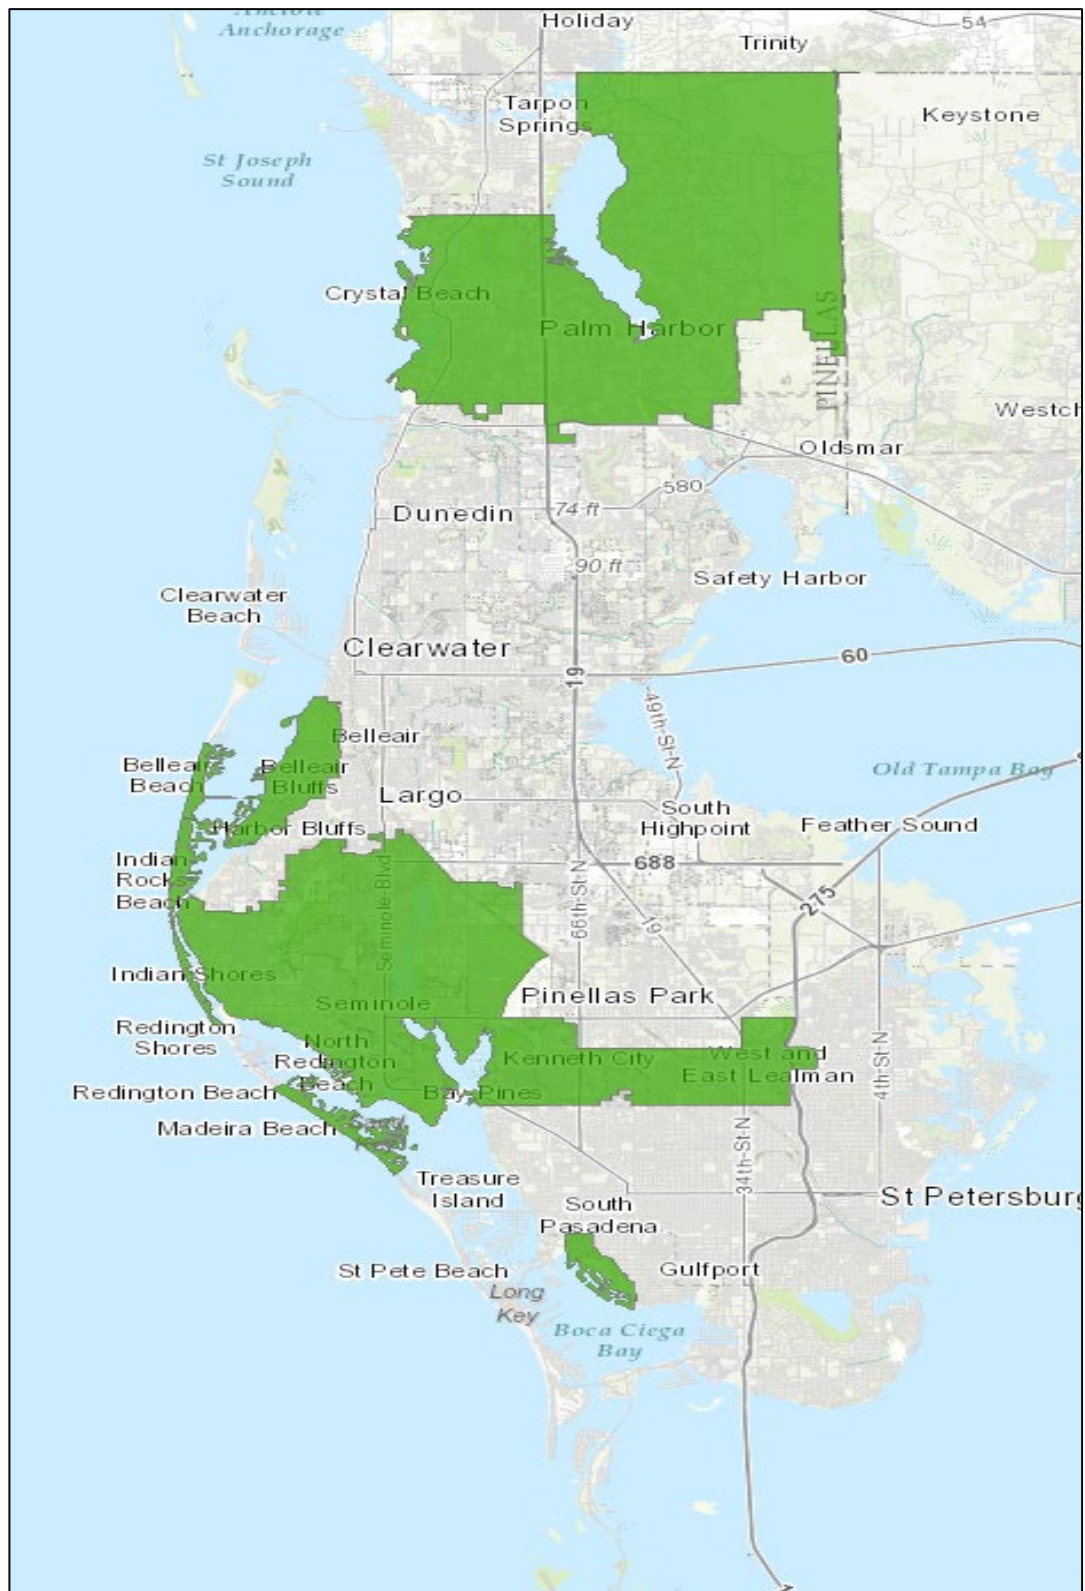 Anclote
Anchorage
Holiday
54
Trinity
Tarpon
Springs
Keystone
St Joseph
Sound
Crystal Beach
Palm Harbor
PINELLAS
Westch
Oldsmar
580
Dunedin
74 ft
90 ft
Safety Harbor
Clearwater
Beach
Clearwater
60
19
49th-St-N
Belleair
Belleair
Beach
Belleair
Bluffs
Old Tampa Bay
Largo
South
Highpoint
Feather Sound
Harbor Bluffs
Indian
Rocks
Beach
688
Seminole-Blvd
66th-St-N
19
275
Indian Shores
Seminole
Pinellas Park
Redington
Shores
North
Redington
Beach
Kenneth City
West and
East Lealman
4th-St-N
Redington Beach
Bay Pines
Madeira Beach
Sand
Key
34th-St-N
Treasure
Island
South
Pasadena
St Petersburg
St Pete Beach
Gulfport
Long
Key
Boca Ciega
Bay